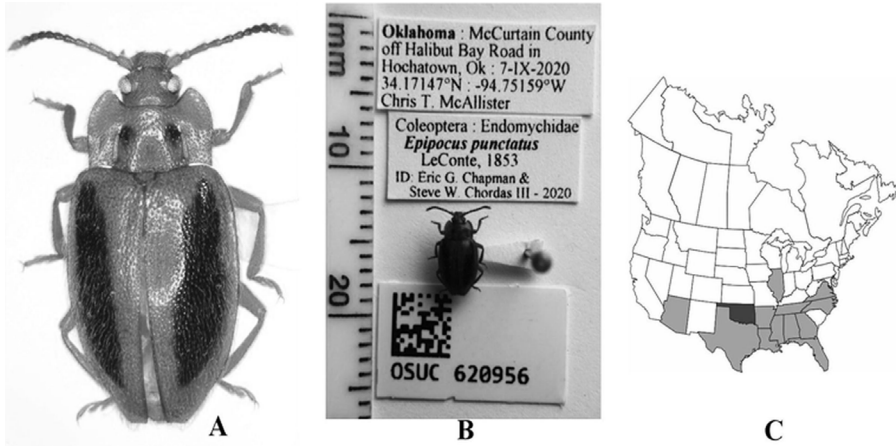 mm
10
20
Oklahoma : McCurtain County
off Halibut Bay Road in
Hochatown, Ok : 7-IX-2020
34.17147°N : -94.75159°W
Chris T. McAllister
Coleoptera : Endomychidae
Epipocus punctatus
LeConte, 1853
ID: Eric G. Chapman &
Steve W. Chordas III - 2020
OSUC 620956
A
B
C